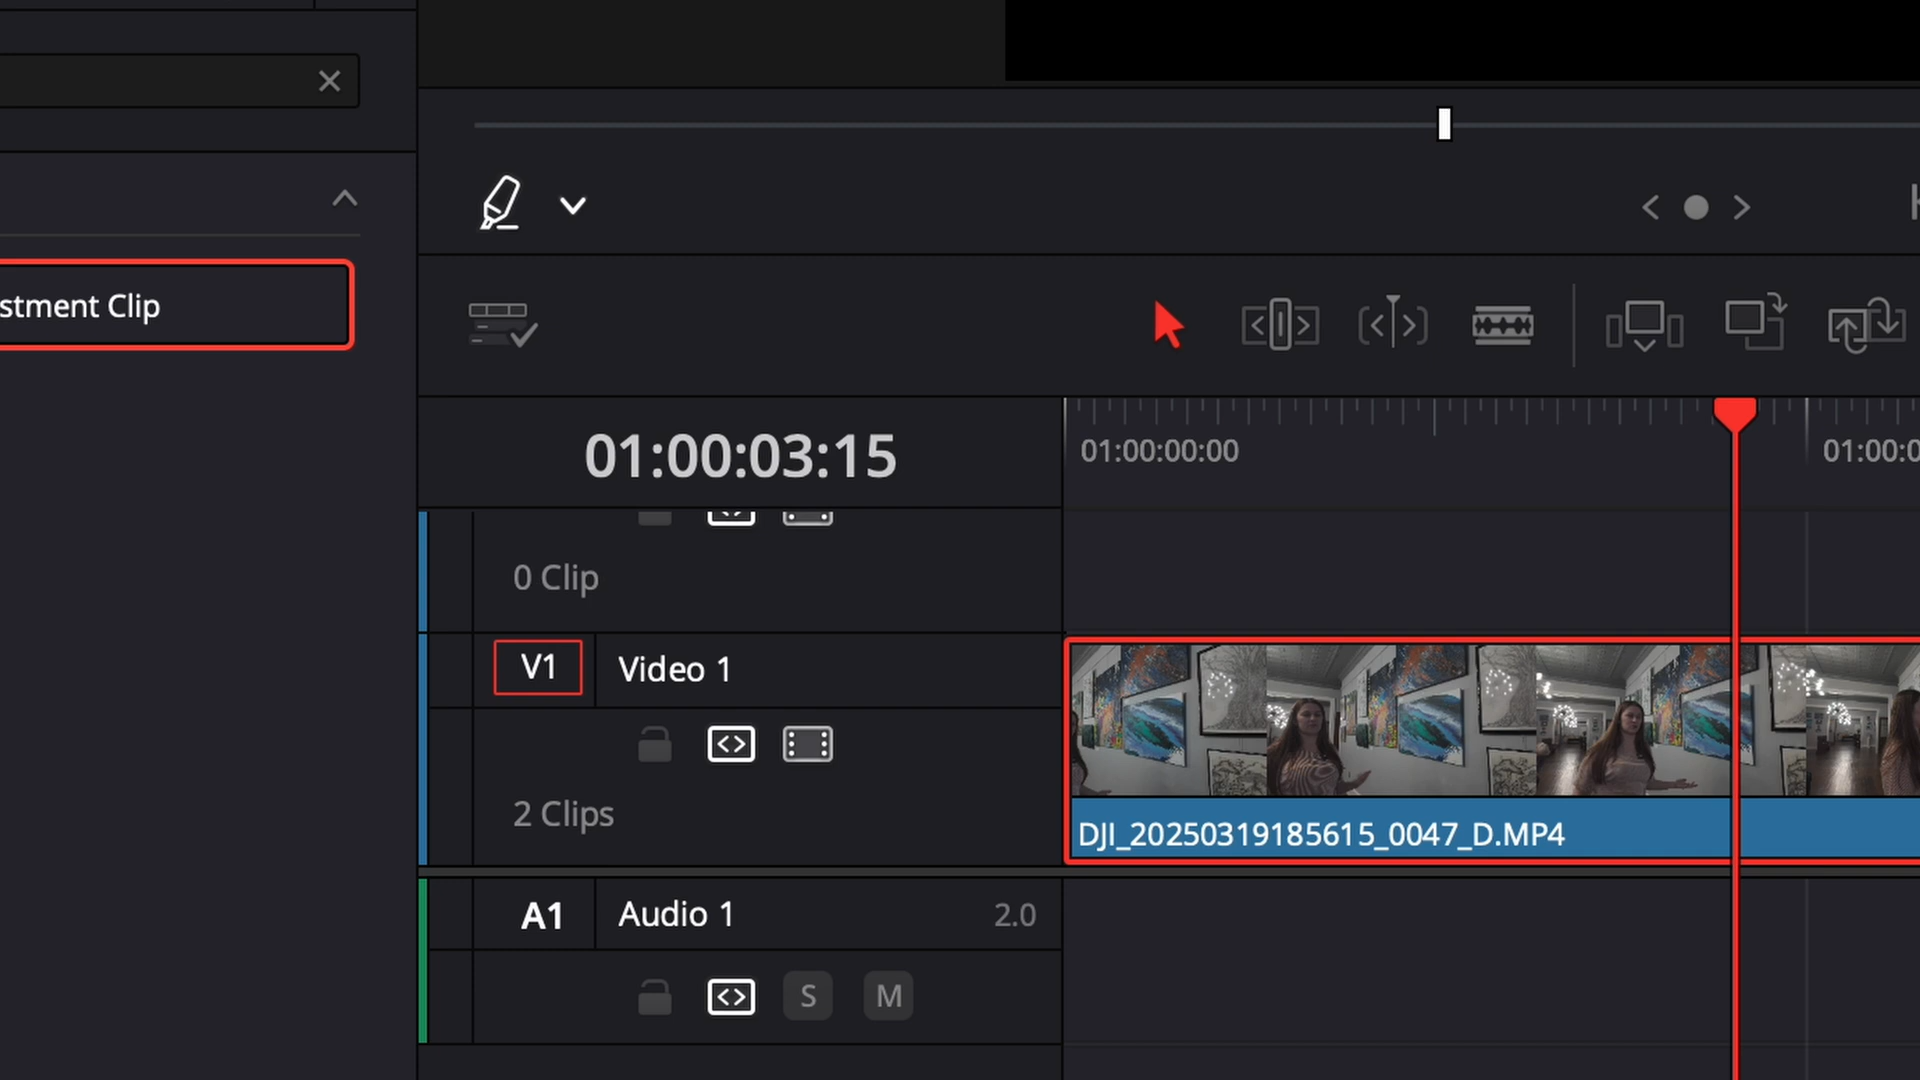 stment Clip
01:00:03:15
01:00:00:00
01:00:0
0 Clip
V1
Video 1
2 Clips
DJI_20250319185615_0047_D.MP4
A1
Audio 1
2.0
S
M